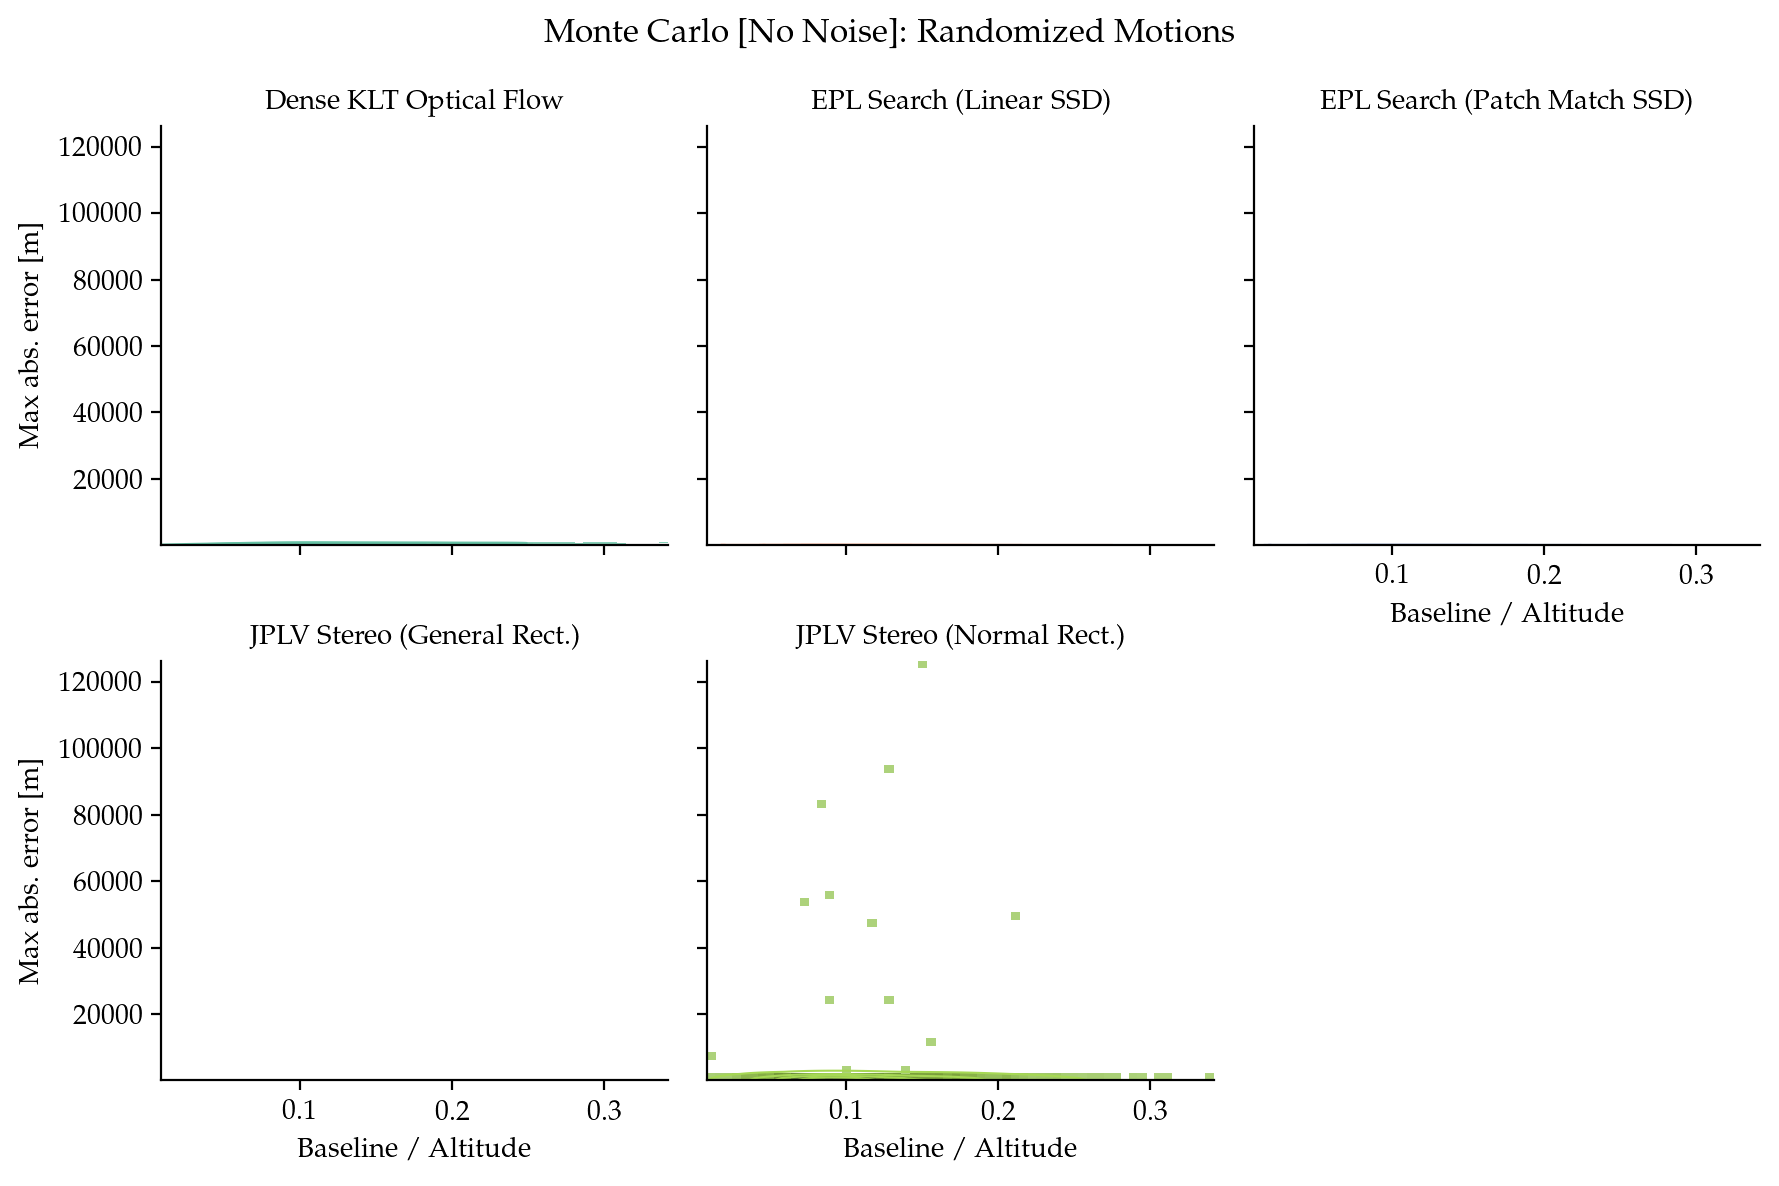 Monte Carlo [No Noise]: Randomized Motions
Dense KLT Optical Flow
EPL Search (Linear SSD)
EPL Search (Patch Match SSD)
120000
100000
80000
60000
40000
20000
Max abs. error [m]
0.1 0.2 0.3
Baseline / Altitude
JPLV Stereo (General Rect.)
JPLV Stereo (Normal Rect.)
120000
100000
80000
60000
40000
20000
Max abs. error [m]
0.1 0.2 0.3
Baseline / Altitude
0.1 0.2 0.3
Baseline / Altitude